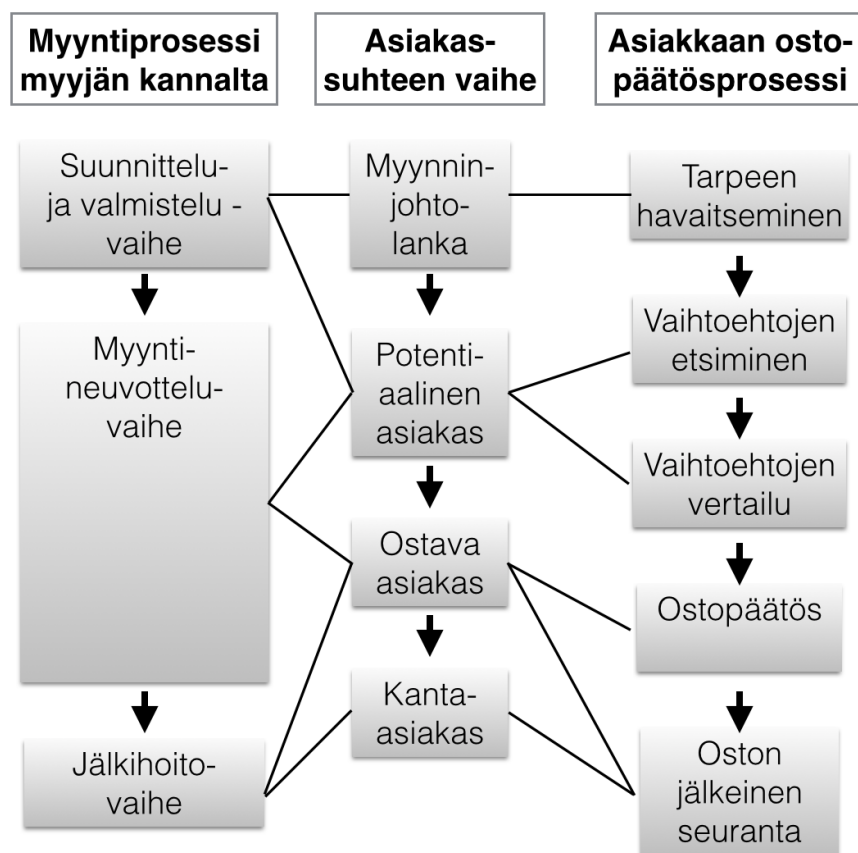 Myyntiprosessi
myyjän kannalta
Asiakas-
suhteen vaihe
Asiakkaan osto-
päätösprosessi
Suunnittelu-
ja valmistelu -
vaihe
Myynti-
neuvottelu-
vaihe
Jälkihoito-
vaihe
Myynnin-
johto-
lanka
Potenti-
aalinen
asiakas
Ostava
asiakas
Kanta-
asiakas
Tarpeen
havaitseminen
Vaihtoehtojen
etsiminen
Vaihtoehtojen
vertailu
Ostopäätös
Oston
jälkeinen
seuranta